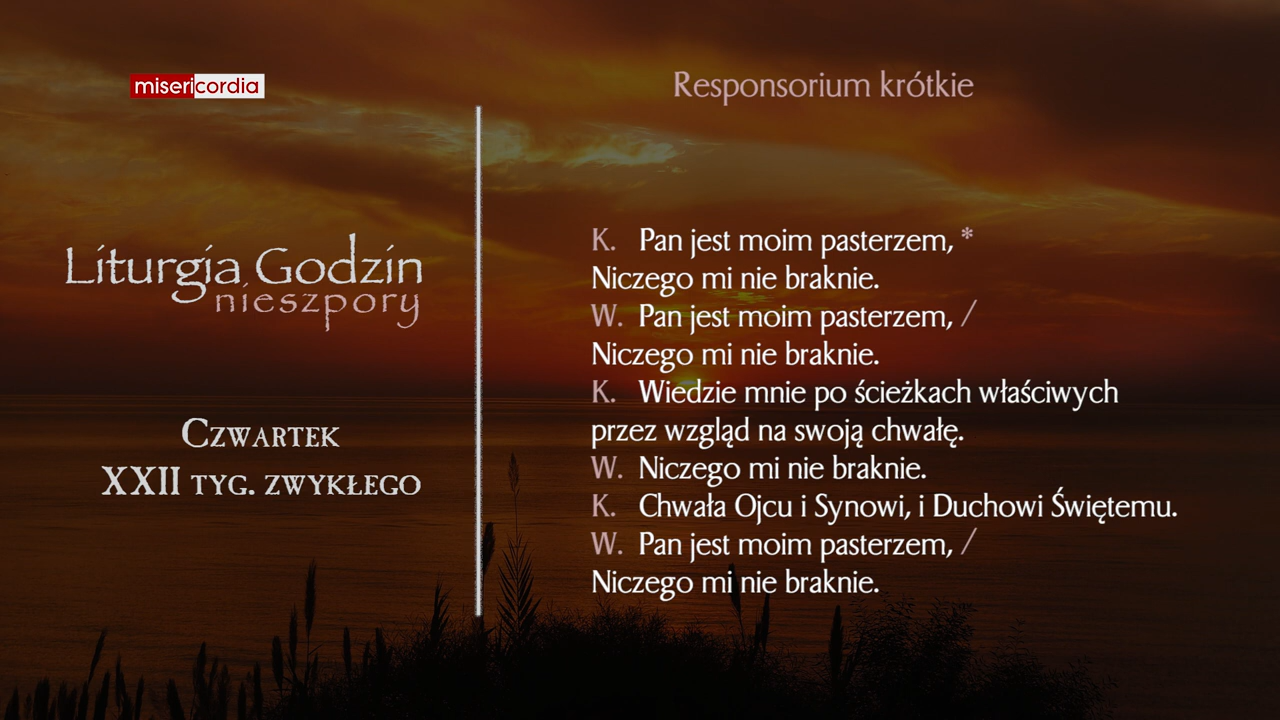 misericordia
Responsorium krótkie
Liturgia Godzin
nieszpory
Czwartek
XXII tyg. zwykłego
K. Pan jest moim pasterzem, *
Niczego mi nie braknie.
W. Pan jest moim pasterzem, /
Niczego mi nie braknie.
K. Wiedzie mnie po ścieżkach właściwych
przez wzgląd na swoją chwałę.
W. Niczego mi nie braknie.
K. Chwała Ojcu i Synowi, i Duchowi Świętemu.
W. Pan jest moim pasterzem, /
Niczego mi nie braknie.